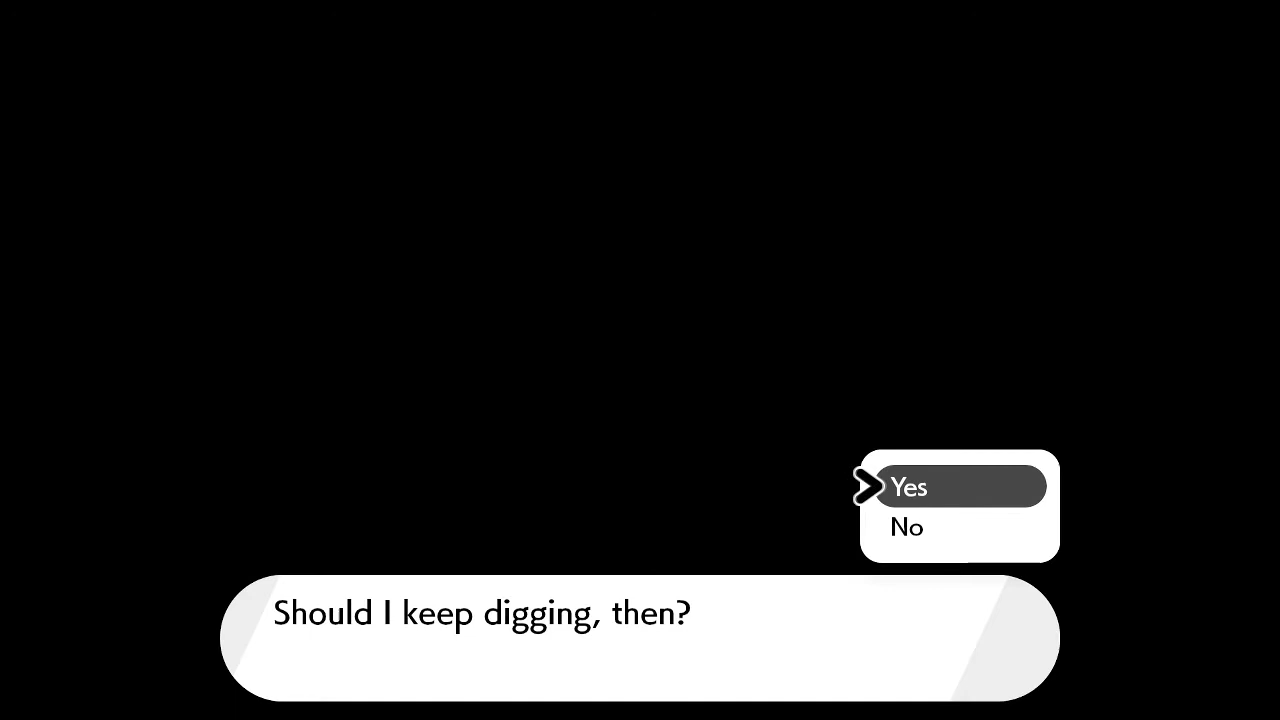 Yes
No
Should I keep digging, then?